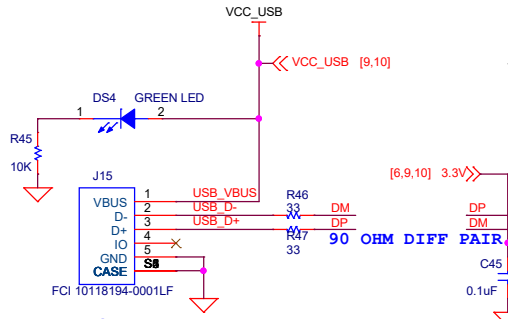 VCC_USB
VCC_USB [9,10]
DS4 GREEN LED
1 2
R45
10K
[6,9,10] 3.3V
J15
VBUS 1 USB_VBUS
D- 2 USB_D- R46 33 DM
D+ 3 USB_D+ R47 33 DP
IO 4
GND 5
CASE
FCI 10118194-0001LF
90 OHM DIFF PAIR
DP
DM
C45
0.1uF